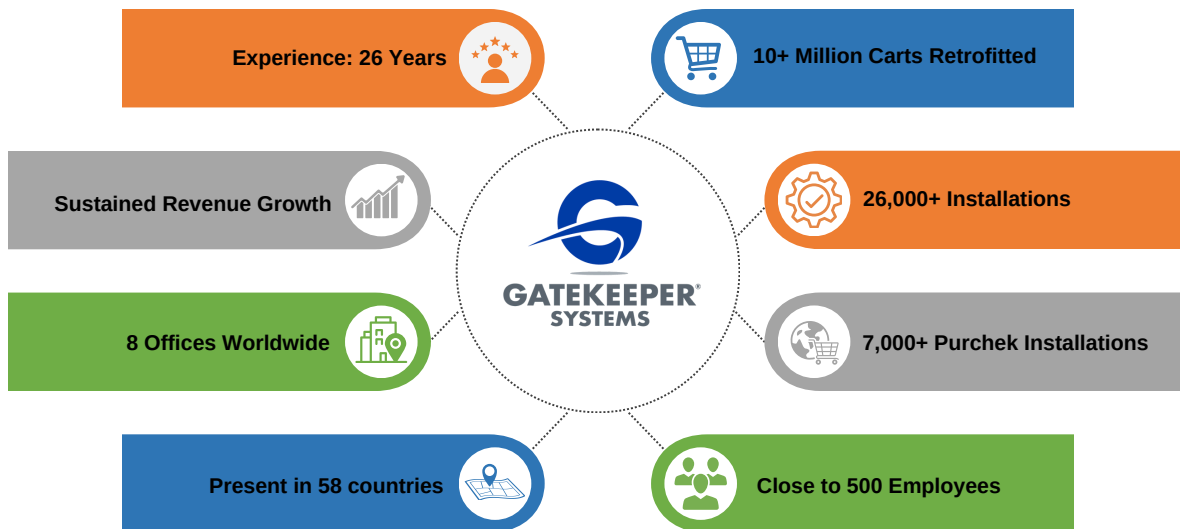 Experience: 26 Years
10+ Million Carts Retrofitted
Sustained Revenue Growth
26,000+ Installations
GATEKEEPER®
SYSTEMS
8 Offices Worldwide
7,000+ Purchek Installations
Present in 58 countries
Close to 500 Employees